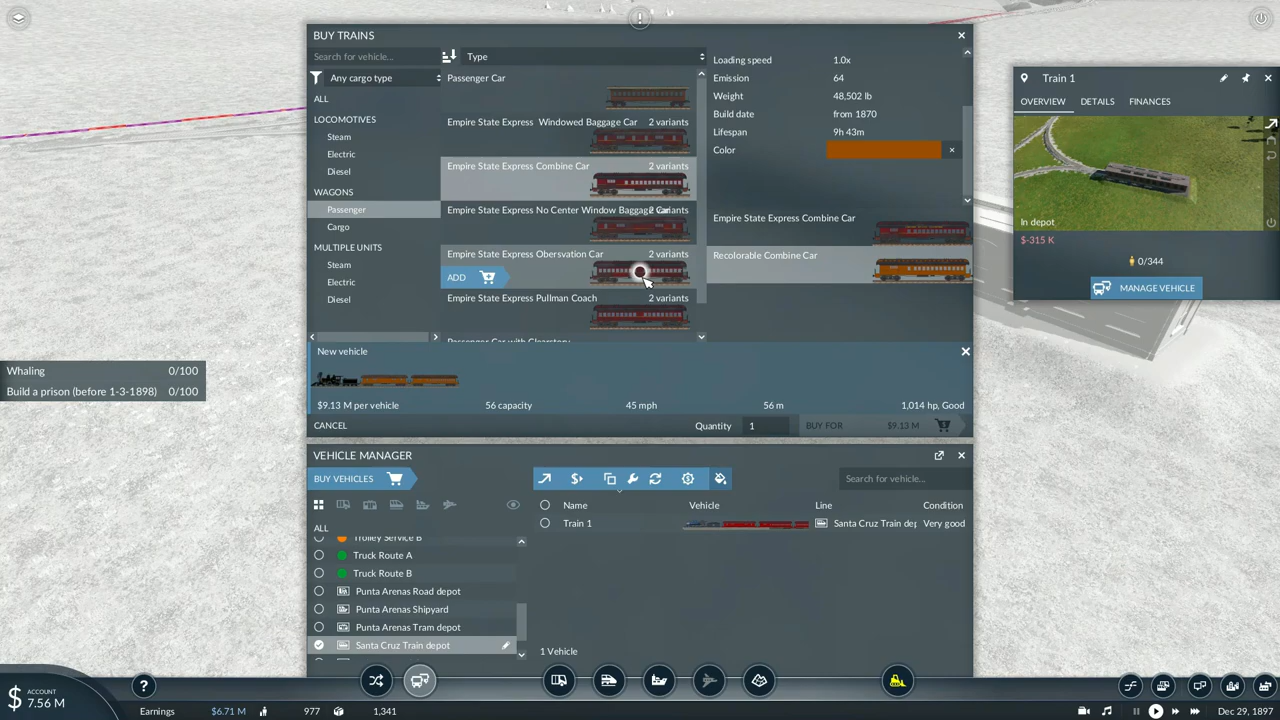 BUY TRAINS
Search for vehicle...
Type
Any cargo type
ALL
LOCOMOTIVES
Steam
Electric
Diesel
WAGONS
Passenger
Cargo
MULTIPLE UNITS
Steam
Electric
Diesel
Passenger Car
Empire State Express Windowed Baggage Car 2 variants
Empire State Express Combine Car 2 variants
Empire State Express No Center Window Baggage Car
Empire State Express Obersvation Car 2 variants
ADD
Empire State Express Pullman Coach 2 variants
Passenger Car with Clearstory
Loading speed 1.0x
Emission 64
Weight 48,502 lb
Build date from 1870
Lifespan 9h 43m
Color
Empire State Express Combine Car
Recolorable Combine Car
New vehicle
$9.13 M per vehicle 56 capacity 45 mph 56 m 1,014 hp, Good
CANCEL Quantity 1 BUY FOR $9.13 M
Train 1
OVERVIEW DETAILS FINANCES
In depot
$-315 K
0/344
MANAGE VEHICLE
Whaling 0/100
Build a prison (before 1-3-1898) 0/100
VEHICLE MANAGER
BUY VEHICLES
Search for vehicle...
ALL
Trolley Service B
Truck Route A
Truck Route B
Punta Arenas Road depot
Punta Arenas Shipyard
Punta Arenas Tram depot
Santa Cruz Train depot
Name Vehicle Line Condition
Train 1 Santa Cruz Train dep Very good
1 Vehicle
$ ACCOUNT
7.56 M
?
Earnings $6.71 M 977 1,341
Dec 29, 1897